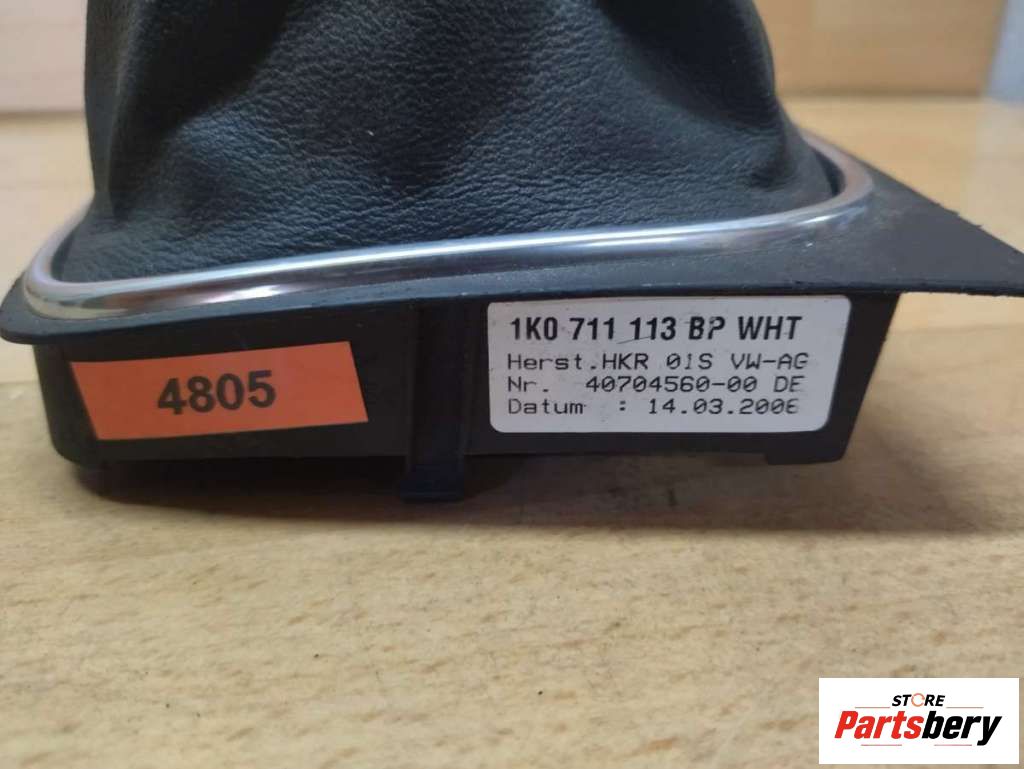 4805
1K0 711 113 BP WHT
Herst.HKR 01S VW-AG
Nr. 40704560-00 DE
Datum : 14.03.2006
STORE
Partsbery